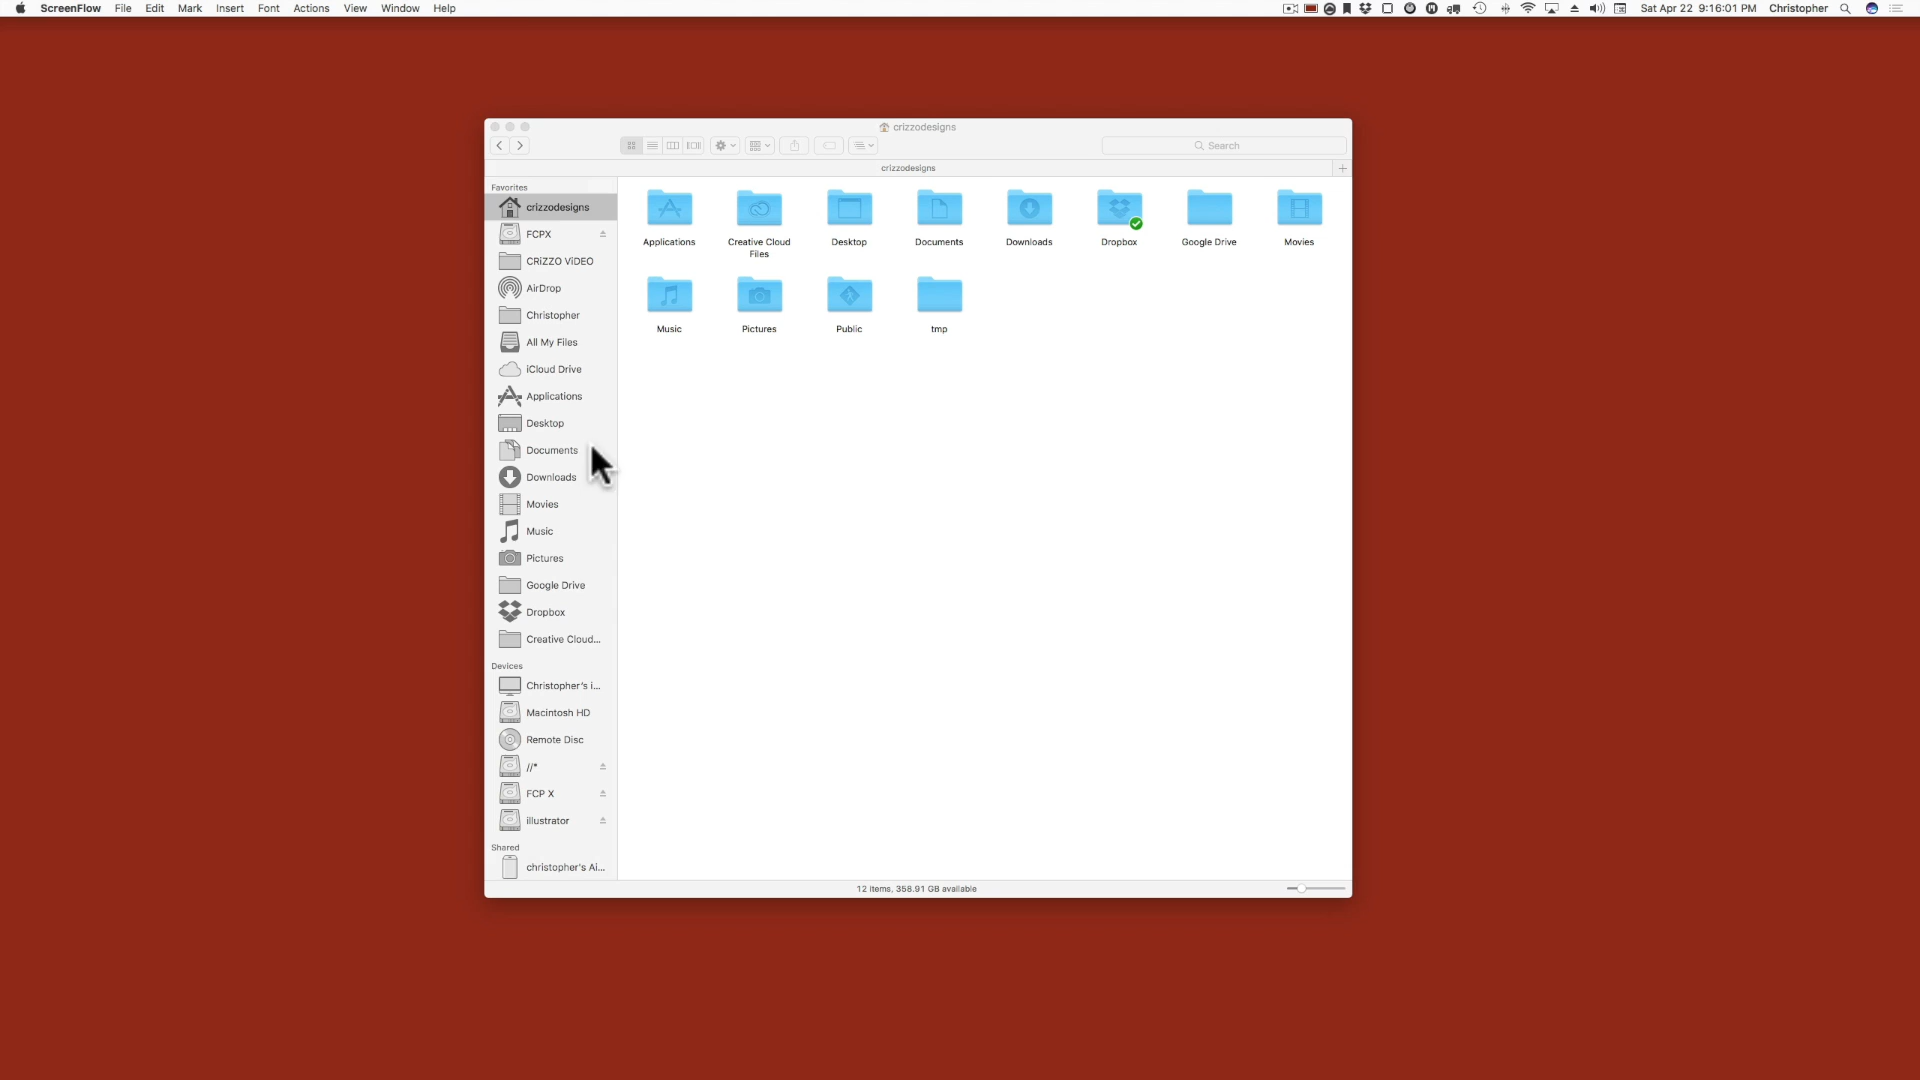 ScreenFlow File Edit Mark Insert Font Actions View Window Help Sat Apr 22 9:16:01 PM Christopher
crizzodesigns
Search
crizzodesigns
Favorites
crizzodesigns
FCPX
CRiZZO ViDEO
AirDrop
Christopher
All My Files
iCloud Drive
Applications
Desktop
Documents
Downloads
Movies
Music
Pictures
Google Drive
Dropbox
Creative Cloud...
Devices
Christopher's i...
Macintosh HD
Remote Disc
//*
FCP X
illustrator
Shared
christopher's Ai...
Applications Creative Cloud Desktop Documents Downloads Dropbox Google Drive Movies
Files
Music Pictures Public tmp
12 items, 358.91 GB available